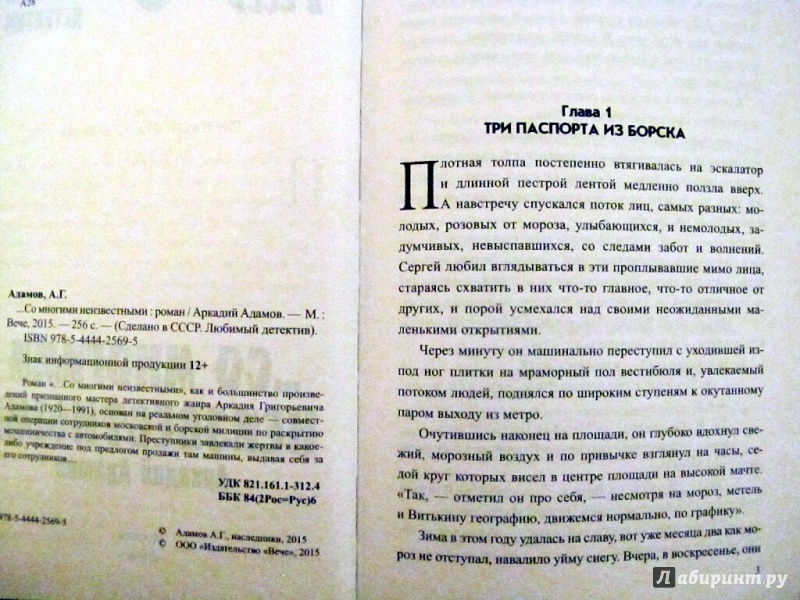 А28
Адамов, А.Г.
...Со многими неизвестными : роман / Аркадий Адамов. — М. :
Вече, 2015. — 256 с. — (Сделано в СССР. Любимый детектив).
ISBN 978-5-4444-2569-5
Знак информационной продукции 12+
Роман «...Со многими неизвестными», как и большинство произве-
дений признанного мастера детективного жанра Аркадия Григорьевича
Адамова (1920—1991), основан на реальном уголовном деле — совмест-
ной операции сотрудников московской и борской милиции по раскрытию
мошенничества с автомобилями. Преступники завлекали жертвы в какое-
либо учреждение под предлогом продажи там машины, выдавая себя за
его сотрудников...
УДК 821.161.1-312.4
ББК 84(2Рос=Рус)6
978-5-4444-2569-5
© Адамов А.Г., наследники, 2015
© ООО «Издательство «Вече», 2015
Глава 1
ТРИ ПАСПОРТА ИЗ БОРСКА
Плотная толпа постепенно втягивалась на эскалатор
и длинной пестрой лентой медленно ползла вверх.
А навстречу спускался поток лиц, самых разных: мо-
лодых, розовых от мороза, улыбающихся, и немолодых, за-
думчивых, невыспавшихся, со следами забот и волнений.
Сергей любил вглядываться в эти проплывавшие мимо лица,
стараясь схватить в них что-то главное, что-то отличное от
других, и порой усмехался над своими неожиданными ма-
ленькими открытиями.
Через минуту он машинально переступил с уходившей из-
под ног плитки на мраморный пол вестибюля и, увлекаемый
потоком людей, поднялся по широким ступеням к окутанному
паром выходу из метро.
Очутившись наконец на площади, он глубоко вдохнул све-
жий, морозный воздух и по привычке взглянул на часы, се-
дой круг которых висел в центре площади на высокой мачте.
«Так, — отметил он про себя, — несмотря на мороз, метель
и Витькину географию, движемся нормально, по графику».
Зима в этом году удалась на славу, вот уже месяца два как мо-
роз не отступал, навалило уйму снегу. Вчера, в воскресенье, они
3
Лабиринт.ру